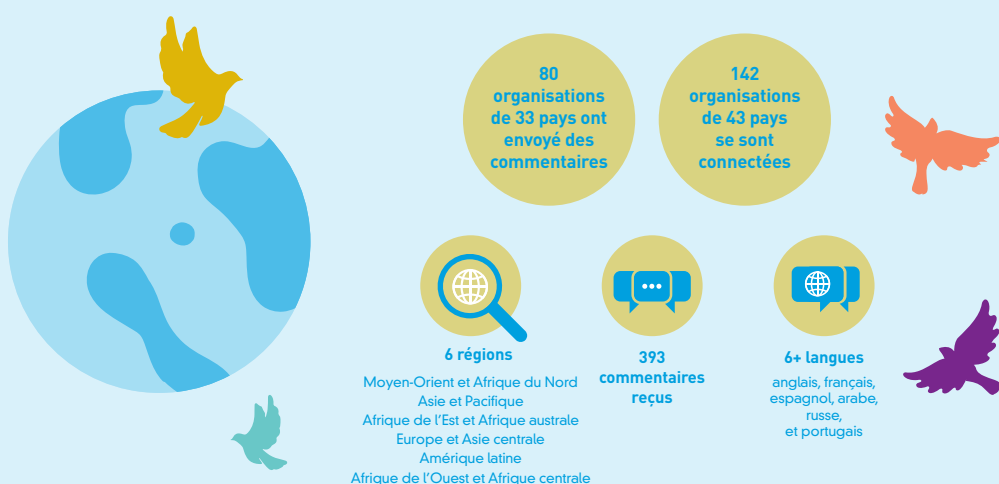 80
organisations
de 33 pays ont
envoyé des
commentaires
142
organisations
de 43 pays
se sont
connectées
6 régions
Moyen-Orient et Afrique du Nord
Asie et Pacifique
Afrique de l'Est et Afrique australe
Europe et Asie centrale
Amérique latine
Afrique de l'Ouest et Afrique centrale
393
commentaires
reçus
6+ langues
anglais, français,
espagnol, arabe,
russe,
et portugais